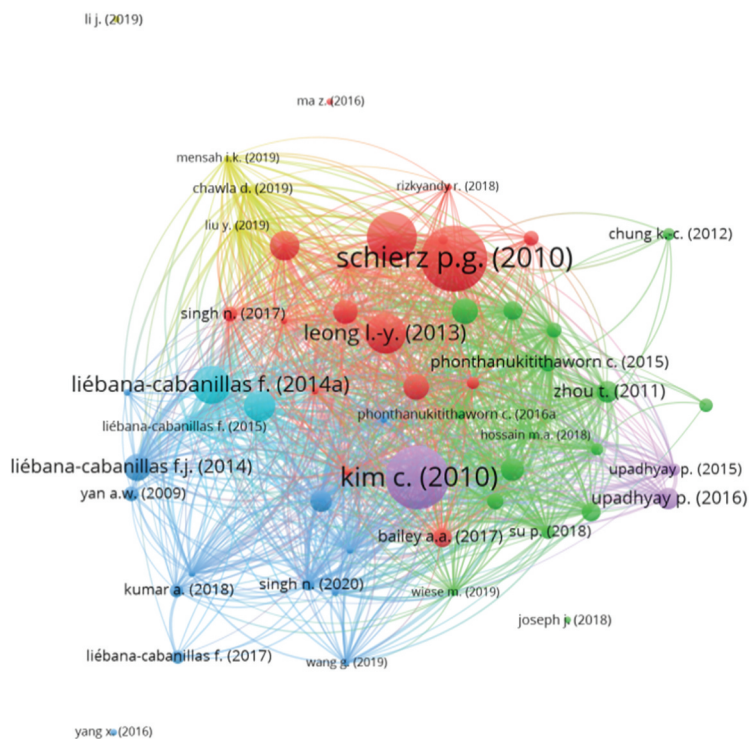 li j. (2019)
ma z. (2016)
mensah i.k. (2019)
chawla d. (2019)
rizkyandy r. (2018)
liu y. (2019)
chung k.-c. (2012)
schierz p.g. (2010)
singh n. (2017)
leong l.-y. (2013)
phonthanukitithaworn c. (2015)
liébana-cabanillas f. (2014a)
zhou t. (2011)
phonthanukitithaworn c. (2016a
liébana-cabanillas f. (2015)
hossain m.a. (2018)
liébana-cabanillas f.j. (2014)
upadhyay p. (2015)
kim c. (2010)
yan a.w. (2009)
upadhyay p. (2016)
bailey a.a. (2017)
su p. (2018)
singh n. (2020)
kumar a. (2018)
wiese m. (2019)
joseph j. (2018)
liébana-cabanillas f. (2017)
wang g. (2019)
yang x. (2016)